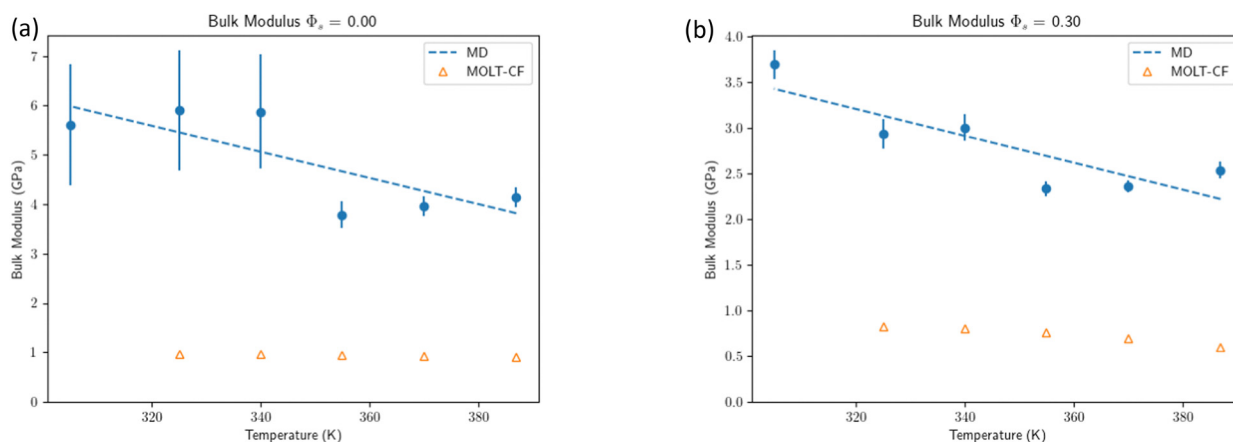 (a)
Bulk Modulus Φ_s = 0.00
7
6
5
4
3
2
1
0
Bulk Modulus (GPa)
MD
MOLT-CF
320
340
360
380
Temperature (K)
(b)
Bulk Modulus Φ_s = 0.30
4.0
3.5
3.0
2.5
2.0
1.5
1.0
0.5
0.0
Bulk Modulus (GPa)
MD
MOLT-CF
320
340
360
380
Temperature (K)